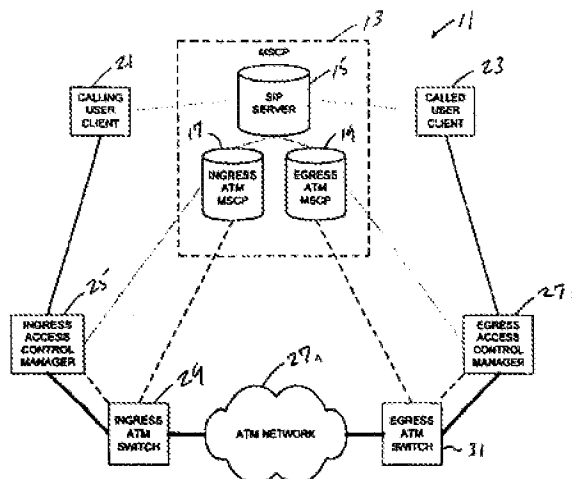 13
11
MSCP
21
15
23
CALLING
USER
CLIENT
SIP
SERVER
CALLED
USER
CLIENT
17
19
INGRESS
ATM
MSCP
EGRESS
ATM
MSCP
25
27
INGRESS
ACCESS
CONTROL
MANAGER
EGRESS
ACCESS
CONTROL
MANAGER
29
27A
INGRESS
ATM
SWITCH
ATM NETWORK
EGRESS
ATM
SWITCH
31